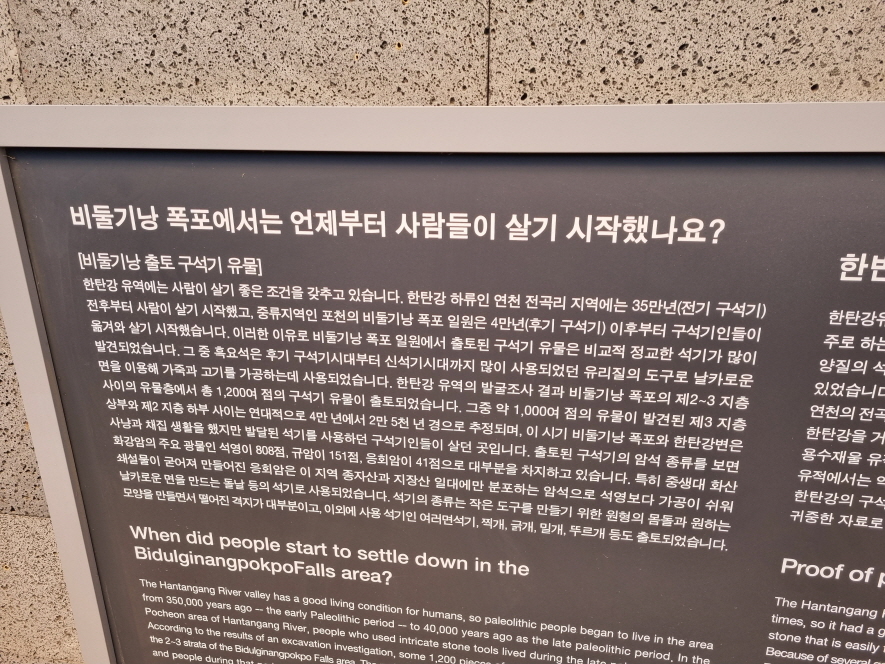 비둘기낭 폭포에서는 언제부터 사람들이 살기 시작했나요?
[비둘기낭 출토 구석기 유물]
한탄강 유역에는 사람이 살기 좋은 조건을 갖추고 있습니다. 한탄강 하류인 연천 전곡리 지역에는 35만년(전기 구석기)
전후부터 사람이 살기 시작했고, 중류지역인 포천의 비둘기낭 폭포 일원은 4만년(후기 구석기) 이후부터 구석기인들이
옮겨와 살기 시작했습니다. 이러한 이유로 비둘기낭 폭포 일원에서 출토된 구석기 유물은 비교적 정교한 석기가 많이
발견되었습니다. 그 중 흑요석은 후기 구석기시대부터 신석기시대까지 많이 사용되었던 유리질의 도구로 날카로운
면을 이용해 가죽과 고기를 가공하는데 사용되었습니다. 한탄강 유역의 발굴조사 결과 비둘기낭 폭포의 제2~3 지층
사이의 유물층에서 총 1,200여 점의 구석기 유물이 출토되었습니다. 그중 약 1,000여 점의 유물이 발견된 제3 지층
상부와 제2 지층 하부 사이는 연대적으로 4만 년에서 2만 5천 년 경으로 추정되며, 이 시기 비둘기낭 폭포와 한탄강변은
사냥과 채집 생활을 했지만 발달된 석기를 사용하던 구석기인들이 살던 곳입니다. 출토된 구석기의 암석 종류를 보면
화강암의 주요 광물인 석영이 808점, 규암이 151점, 응회암이 41점으로 대부분을 차지하고 있습니다. 특히 중생대 화산
쇄설물이 굳어져 만들어진 응회암은 이 지역 종자산과 지장산 일대에만 분포하는 암석으로 석영보다 가공이 쉬워
날카로운 면을 만드는 돌날 등의 석기로 사용되었습니다. 석기의 종류는 작은 도구를 만들기 위한 원형의 몸돌과 원하는
모양을 만들면서 떨어진 격지가 대부분이고, 이외에 사용 석기인 여러면석기, 찍개, 긁개, 밀개, 뚜르개 등도 출토되었습니다.
When did people start to settle down in the
BidulginangpokpoFalls area?
The Hantangang River valley has a good living condition for humans, so paleolithic people began to live in the area
from 350,000 years ago -- the early Paleolithic period -- to 40,000 years ago as the late paleolithic period. In the
Pocheon area of Hantangang River, people who used intricate stone tools lived during the late
According to the results of an excavation investigation, some 1,200 pieces
the 2-3 strata of the Bidulginangpokpo Falls area.
and people during that
한
한탄강유
주로 하는
양질의 석
있었습니다
연천의 전곡
한탄강을 거
용수재울 유
유적에서는
한탄강의 구석
귀중한 자료로
Proof of
The Hantangang
times, so it had a
stone that is easily
Because of several